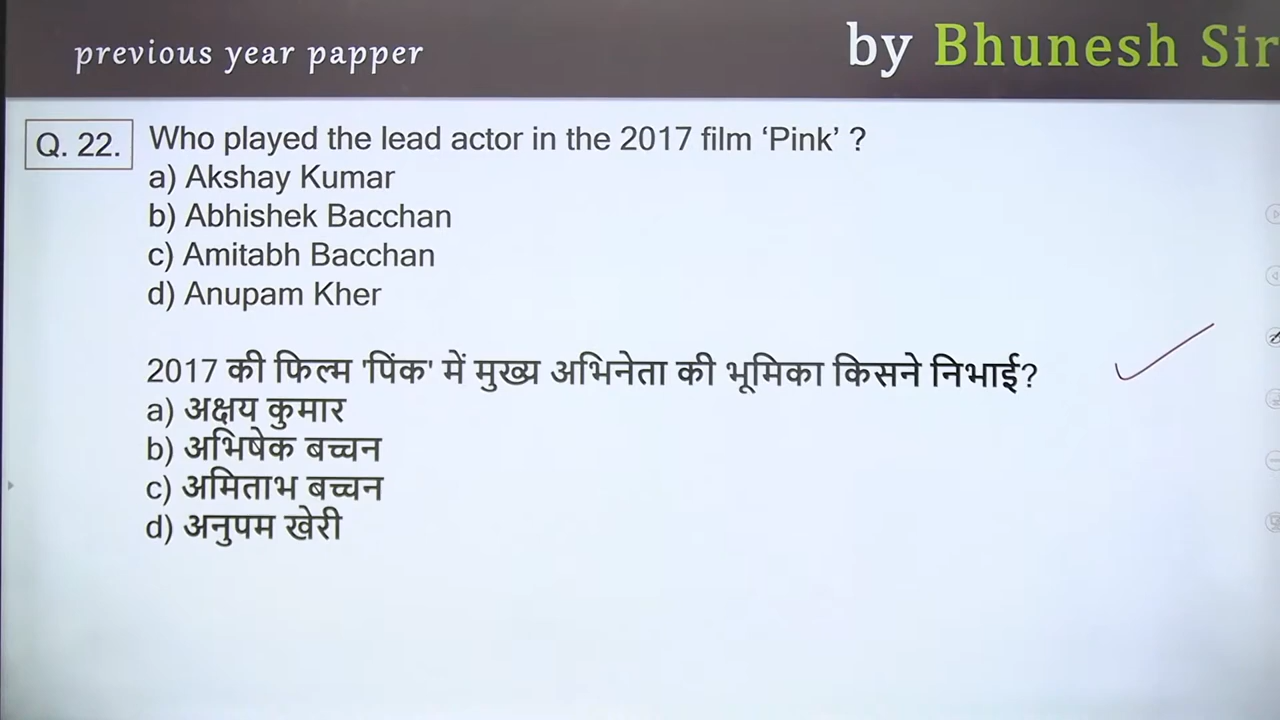 previous year papper
by Bhunesh Sir
Q. 22.
Who played the lead actor in the 2017 film ‘Pink’ ?
a) Akshay Kumar
b) Abhishek Bacchan
c) Amitabh Bacchan
d) Anupam Kher
2017 की फिल्म 'पिंक' में मुख्य अभिनेता की भूमिका किसने निभाई?
a) अक्षय कुमार
b) अभिषेक बच्चन
c) अमिताभ बच्चन
d) अनुपम खेरी